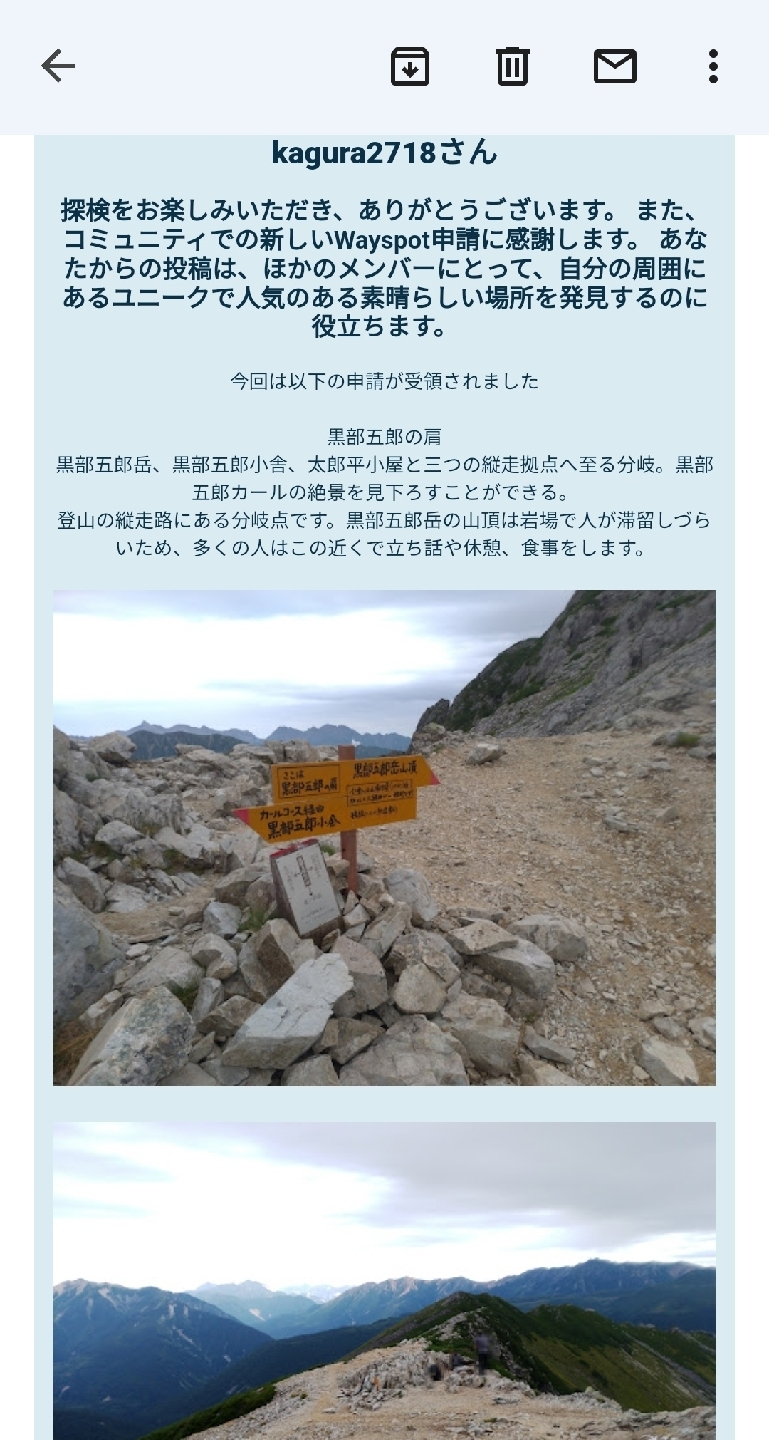 kagura2718さん
探検をお楽しみいただき、ありがとうございます。 また、
コミュニティでの新しいWayspot申請に感謝します。 あな
たからの投稿は、ほかのメンバーにとって、自分の周囲に
あるユニークで人気のある素晴らしい場所を発見するのに
役立ちます。
今回は以下の申請が受領されました
黒部五郎の肩
黒部五郎岳、黒部五郎小舎、太郎平小屋と三つの縦走拠点へ至る分岐。黒部
五郎カールの絶景を見下ろすことができる。
登山の縦走路にある分岐点です。黒部五郎岳の山頂は岩場で人が滞留しづら
いため、多くの人はこの近くで立ち話や休憩、食事をします。
ここは
黒部五郎の肩
黒部五郎岳山頂
カールコース経由
黒部五郎小舎